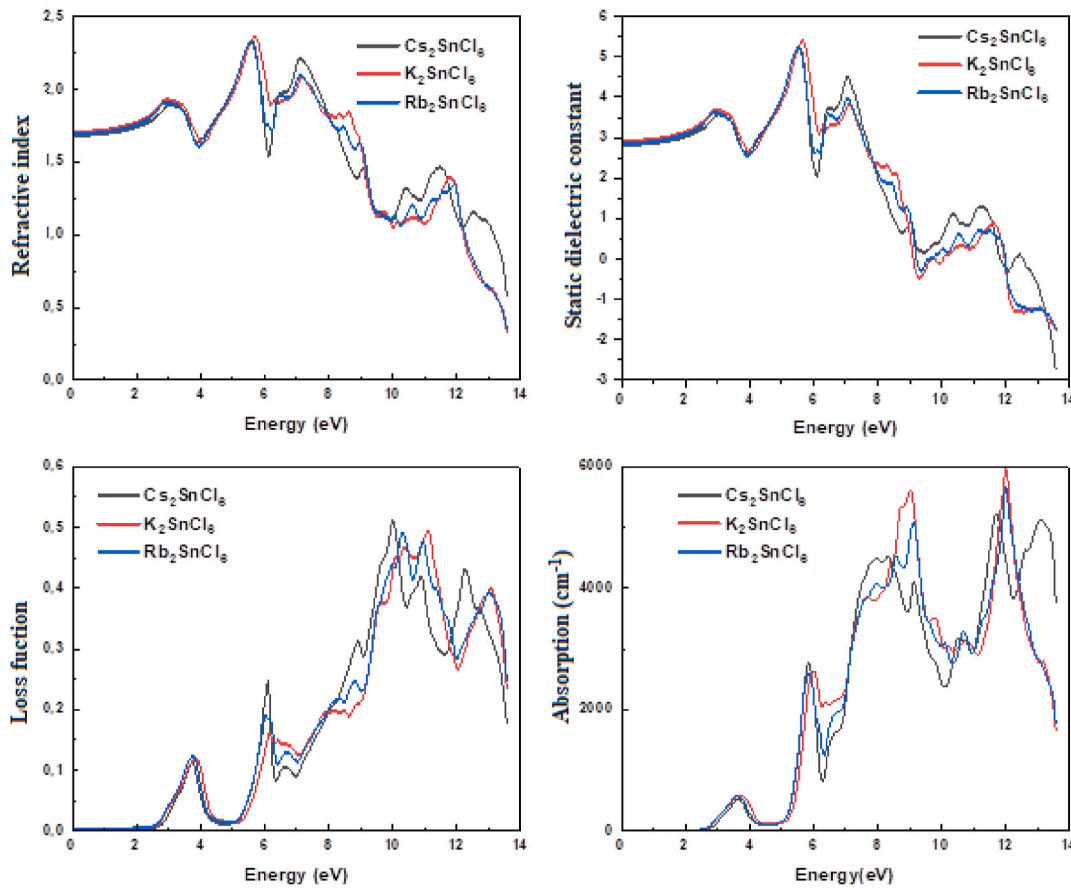 2,5
2,0
1,5
1,0
0,5
0,0
Refractive index
Cs₂SnCl₆
K₂SnCl₆
Rb₂SnCl₆
0 2 4 6 8 10 12 14
Energy (eV)
6
5
4
3
2
1
0
-1
-2
-3
Static dielectric constant
Cs₂SnCl₆
K₂SnCl₆
Rb₂SnCl₆
0 2 4 6 8 10 12 14
Energy (eV)
0,6
0,5
0,4
0,3
0,2
0,1
0,0
Loss fuction
Cs₂SnCl₆
K₂SnCl₆
Rb₂SnCl₆
0 2 4 6 8 10 12 14
Energy (eV)
6000
4000
2000
0
Absorption (cm⁻¹)
Cs₂SnCl₆
K₂SnCl₆
Rb₂SnCl₆
0 2 4 6 8 10 12 14
Energy(eV)